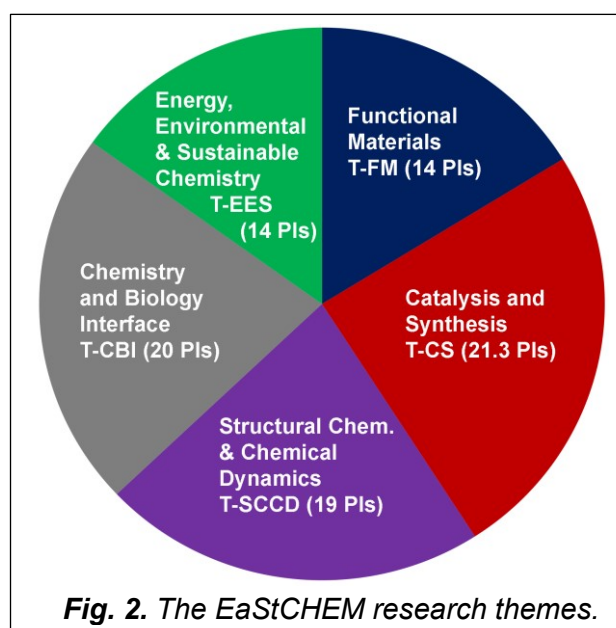 Energy,
Environmental
& Sustainable
Chemistry
T-EES
(14 PIs)
Functional
Materials
T-FM (14 PIs)
Chemistry
and Biology
Interface
T-CBI (20 PIs)
Catalysis and
Synthesis
T-CS (21.3 PIs)
Structural Chem.
& Chemical
Dynamics
T-SCCD (19 PIs)
Fig. 2. The EaStCHEM research themes.